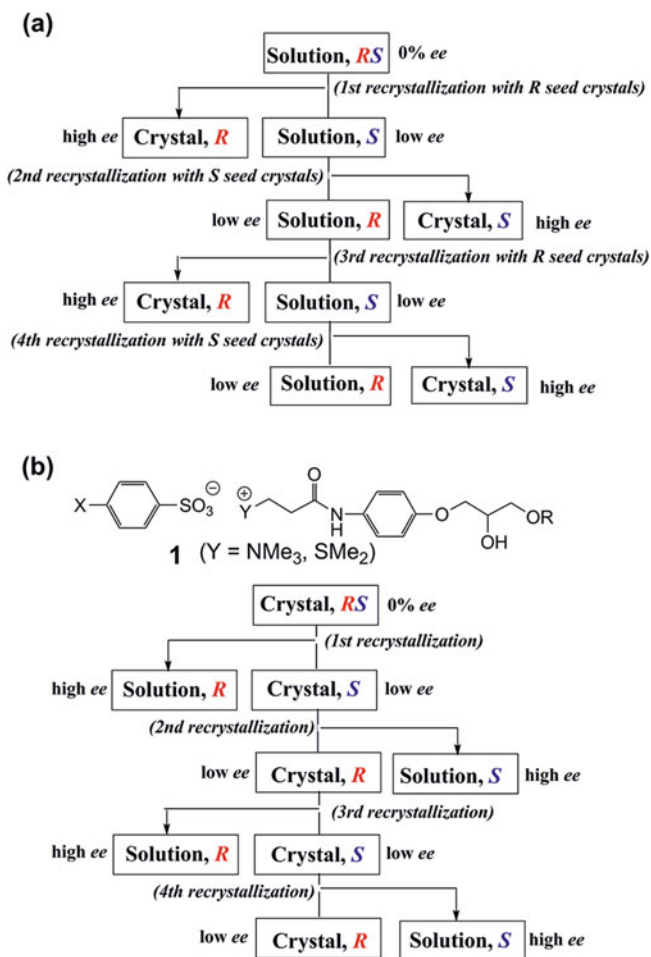 (a)
Solution, RS 0% ee
(1st recrystallization with R seed crystals)
high ee Crystal, R Solution, S low ee
(2nd recrystallization with S seed crystals)
low ee Solution, R Crystal, S high ee
(3rd recrystallization with R seed crystals)
high ee Crystal, R Solution, S low ee
(4th recrystallization with S seed crystals)
low ee Solution, R Crystal, S high ee
(b)
X SO3 ⊖ ⊕ Y O N H O OH OR
1 (Y = NMe3, SMe2)
Crystal, RS 0% ee
(1st recrystallization)
high ee Solution, R Crystal, S low ee
(2nd recrystallization)
low ee Crystal, R Solution, S high ee
(3rd recrystallization)
high ee Solution, R Crystal, S low ee
(4th recrystallization)
low ee Crystal, R Solution, S high ee